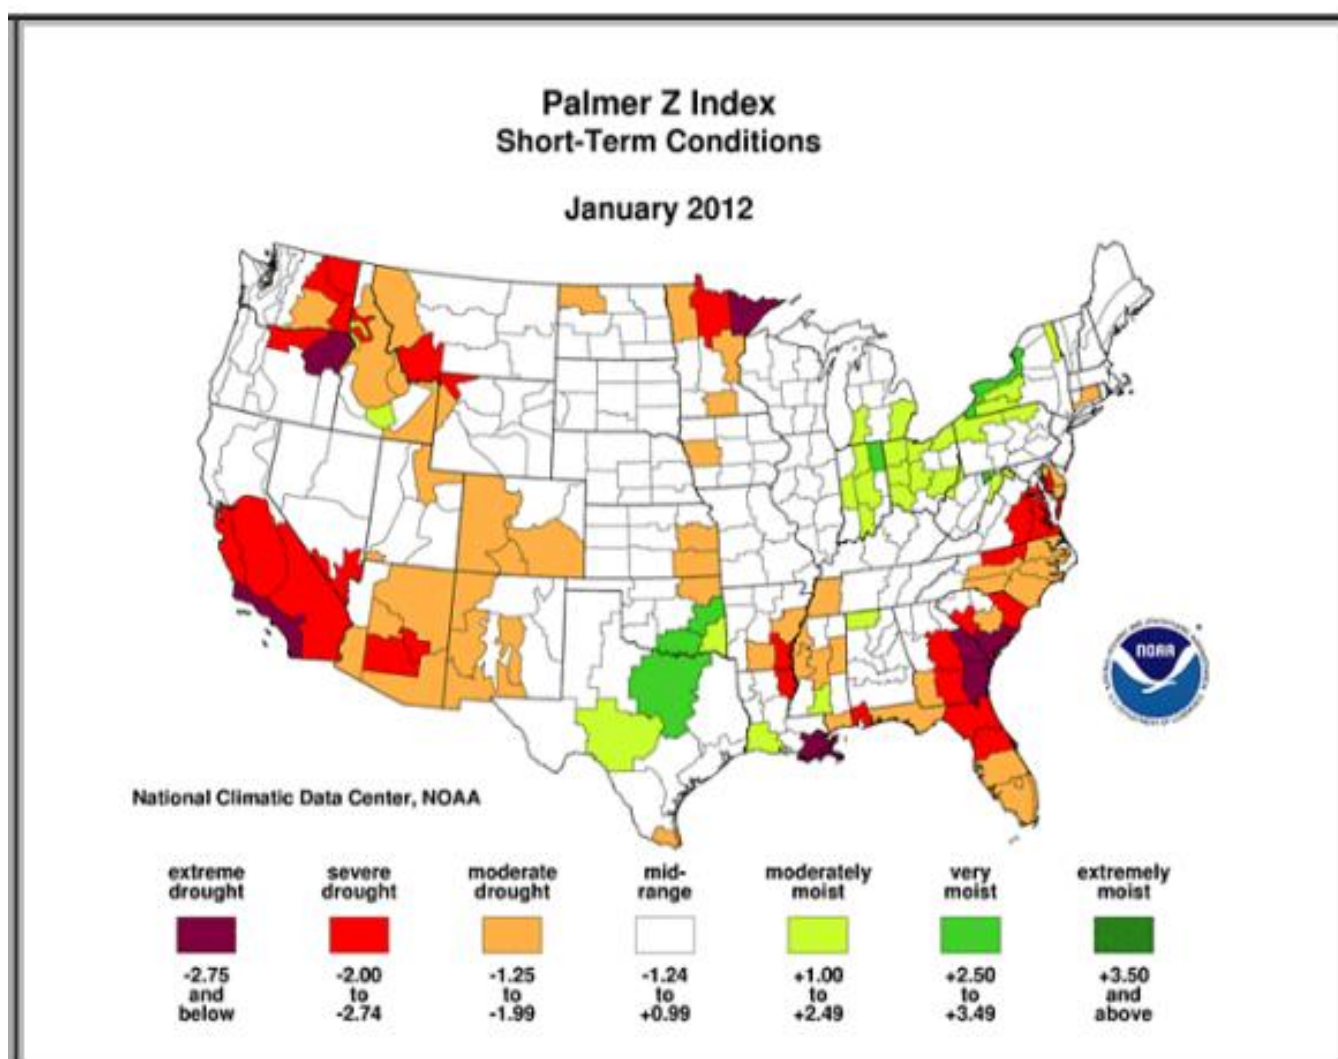 Palmer Z Index
Short-Term Conditions
January 2012
NOAA
National Climatic Data Center, NOAA
extreme
drought
severe
drought
moderate
drought
mid-
range
moderately
moist
very
moist
extremely
moist
-2.75
and
below
-2.00
to
-2.74
-1.25
to
-1.99
-1.24
to
+0.99
+1.00
to
+2.49
+2.50
to
+3.49
+3.50
and
above